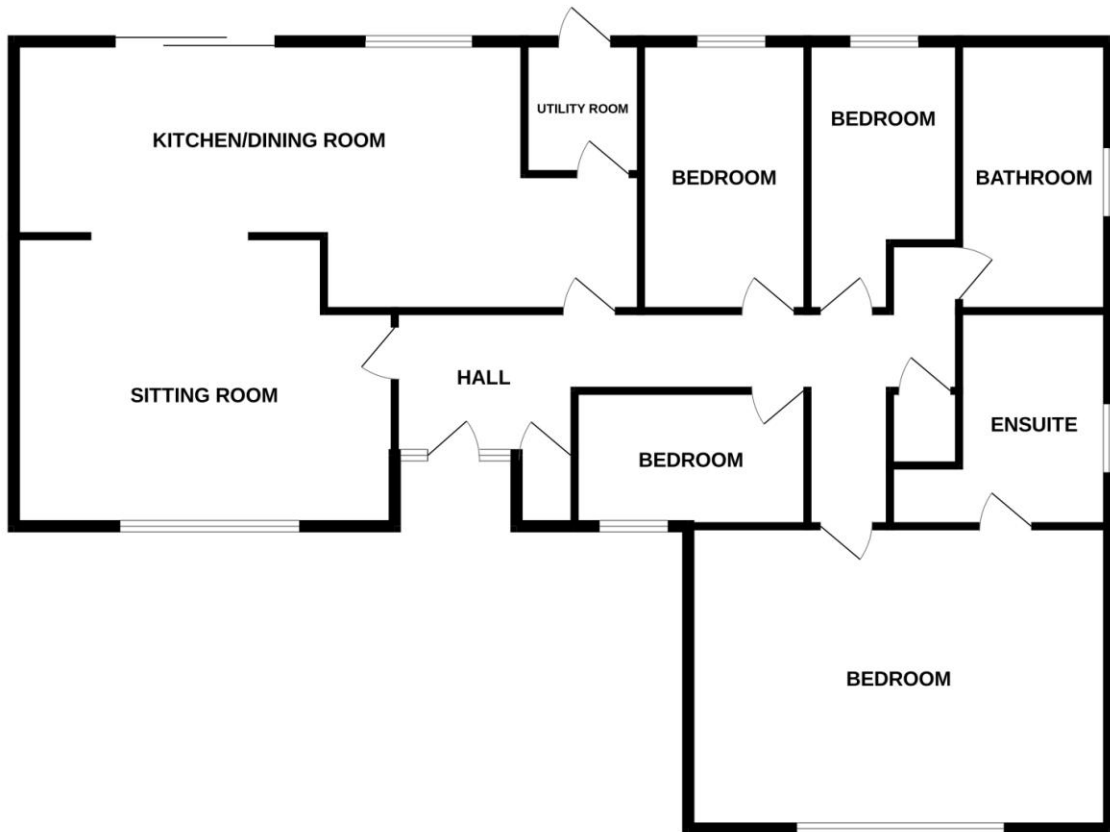 UTILITY ROOM
BEDROOM
KITCHEN/DINING ROOM
BEDROOM
BATHROOM
HALL
SITTING ROOM
ENSUITE
BEDROOM
BEDROOM